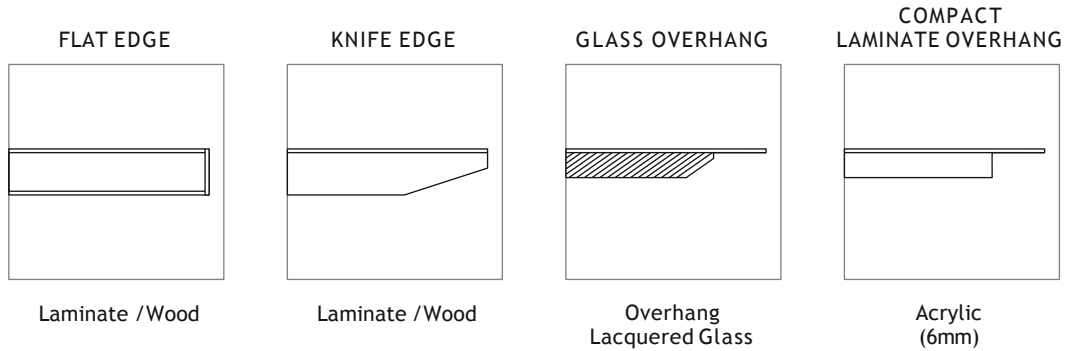 FLAT EDGE
KNIFE EDGE
GLASS OVERHANG
COMPACT
LAMINATE OVERHANG
Laminate /Wood
Laminate /Wood
Overhang
Lacquered Glass
Acrylic
(6mm)